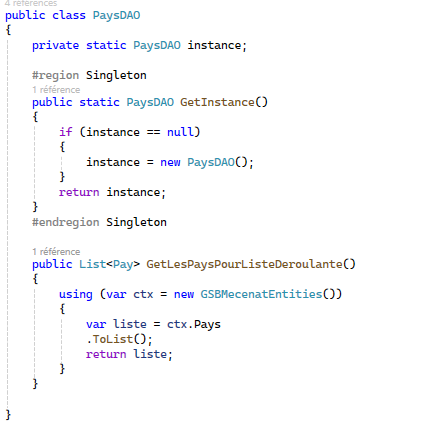 4 références
public class PaysDAO
{
private static PaysDAO instance;
#region Singleton
1 référence
public static PaysDAO GetInstance()
{
if (instance == null)
{
instance = new PaysDAO();
}
return instance;
}
#endregion Singleton
1 référence
public List<Pay> GetLesPaysPourListeDeroulante()
{
using (var ctx = new GSBMecenatEntities())
{
var liste = ctx.Pays
.ToList();
return liste;
}
}
}